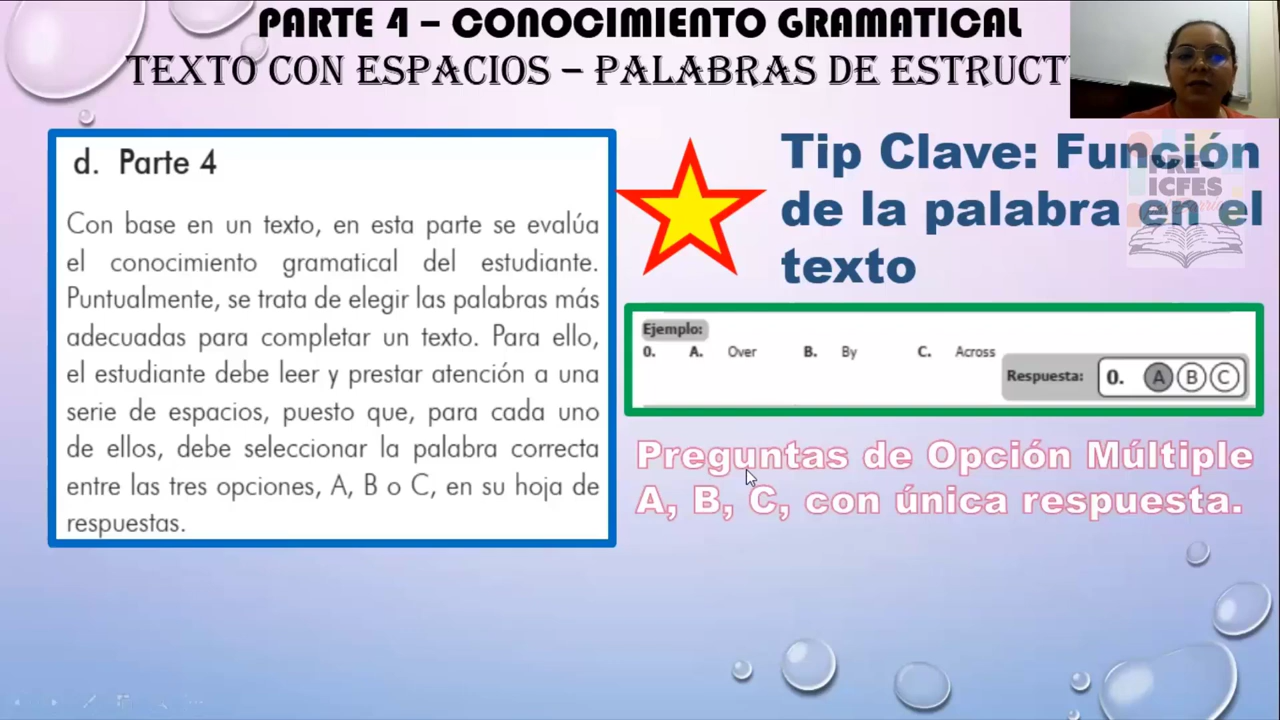 PARTE 4 – CONOCIMIENTO GRAMATICAL
TEXTO CON ESPACIOS – PALABRAS DE ESTRUCT
d. Parte 4
Con base en un texto, en esta parte se evalúa
el conocimiento gramatical del estudiante.
Puntualmente, se trata de elegir las palabras más
adecuadas para completar un texto. Para ello,
el estudiante debe leer y prestar atención a una
serie de espacios, puesto que, para cada uno
de ellos, debe seleccionar la palabra correcta
entre las tres opciones, A, B o C, en su hoja de
respuestas.
Tip Clave: Función
de la palabra en el
texto
PRE
ICFES
Ejemplo:
0. A. Over B. By C. Across
Respuesta: 0. A B C
Preguntas de Opción Múltiple
A, B, C, con única respuesta.